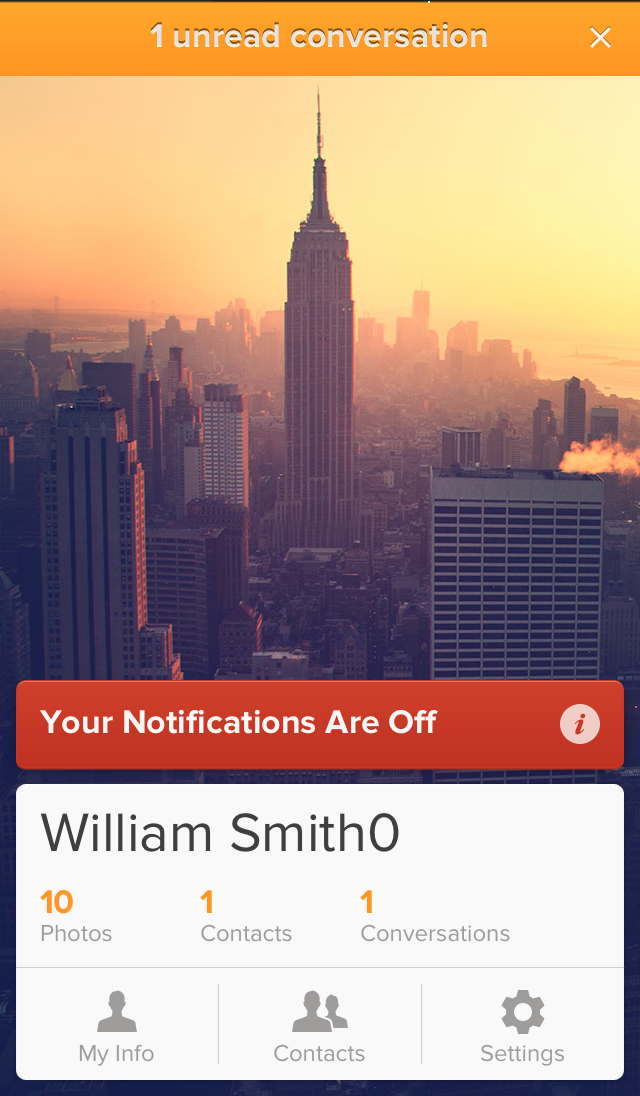 1 unread conversation
Your Notifications Are Off
i
William Smith0
10 1 1
Photos Contacts Conversations
My Info Contacts Settings